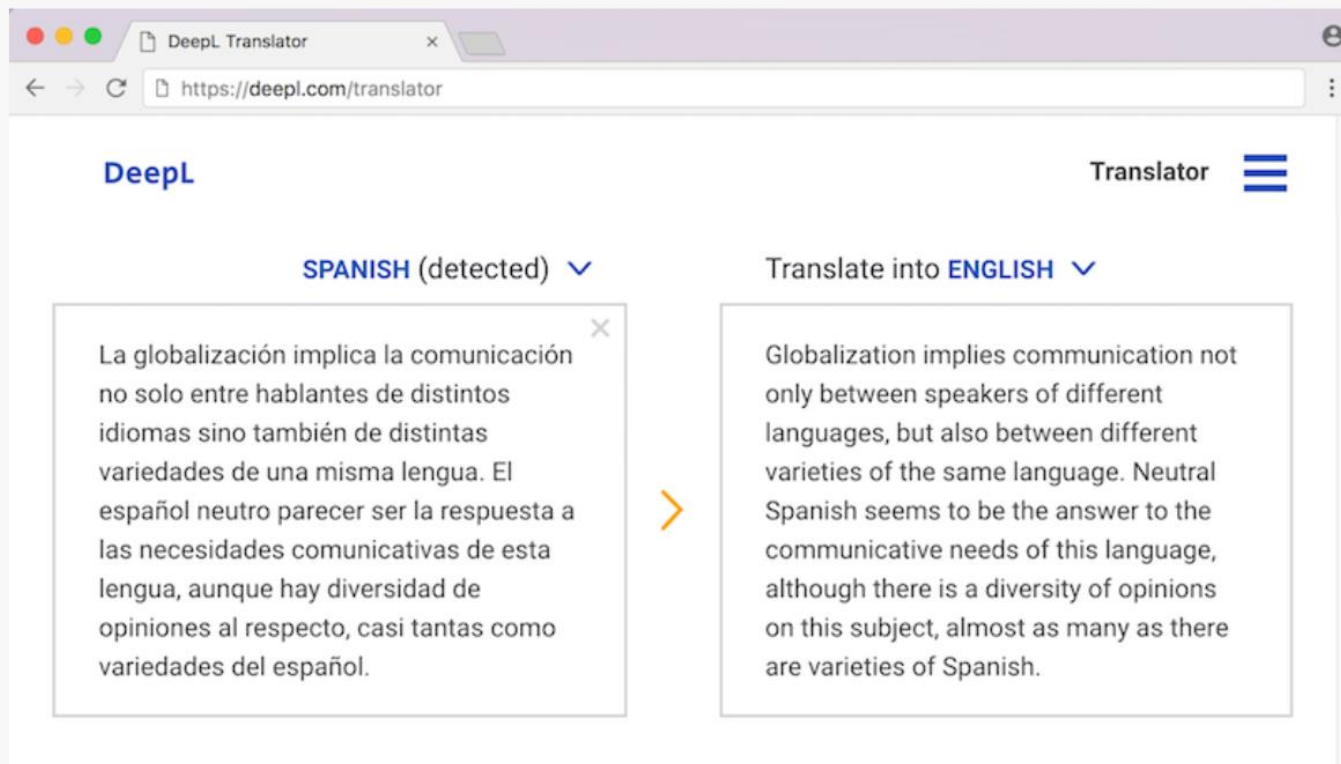 DeepL Translator
https://deepl.com/translator
DeepL
Translator
SPANISH (detected)
Translate into ENGLISH
La globalización implica la comunicación
no solo entre hablantes de distintos
idiomas sino también de distintas
variedades de una misma lengua. El
español neutro parecer ser la respuesta a
las necesidades comunicativas de esta
lengua, aunque hay diversidad de
opiniones al respecto, casi tantas como
variedades del español.
Globalization implies communication not
only between speakers of different
languages, but also between different
varieties of the same language. Neutral
Spanish seems to be the answer to the
communicative needs of this language,
although there is a diversity of opinions
on this subject, almost as many as there
are varieties of Spanish.